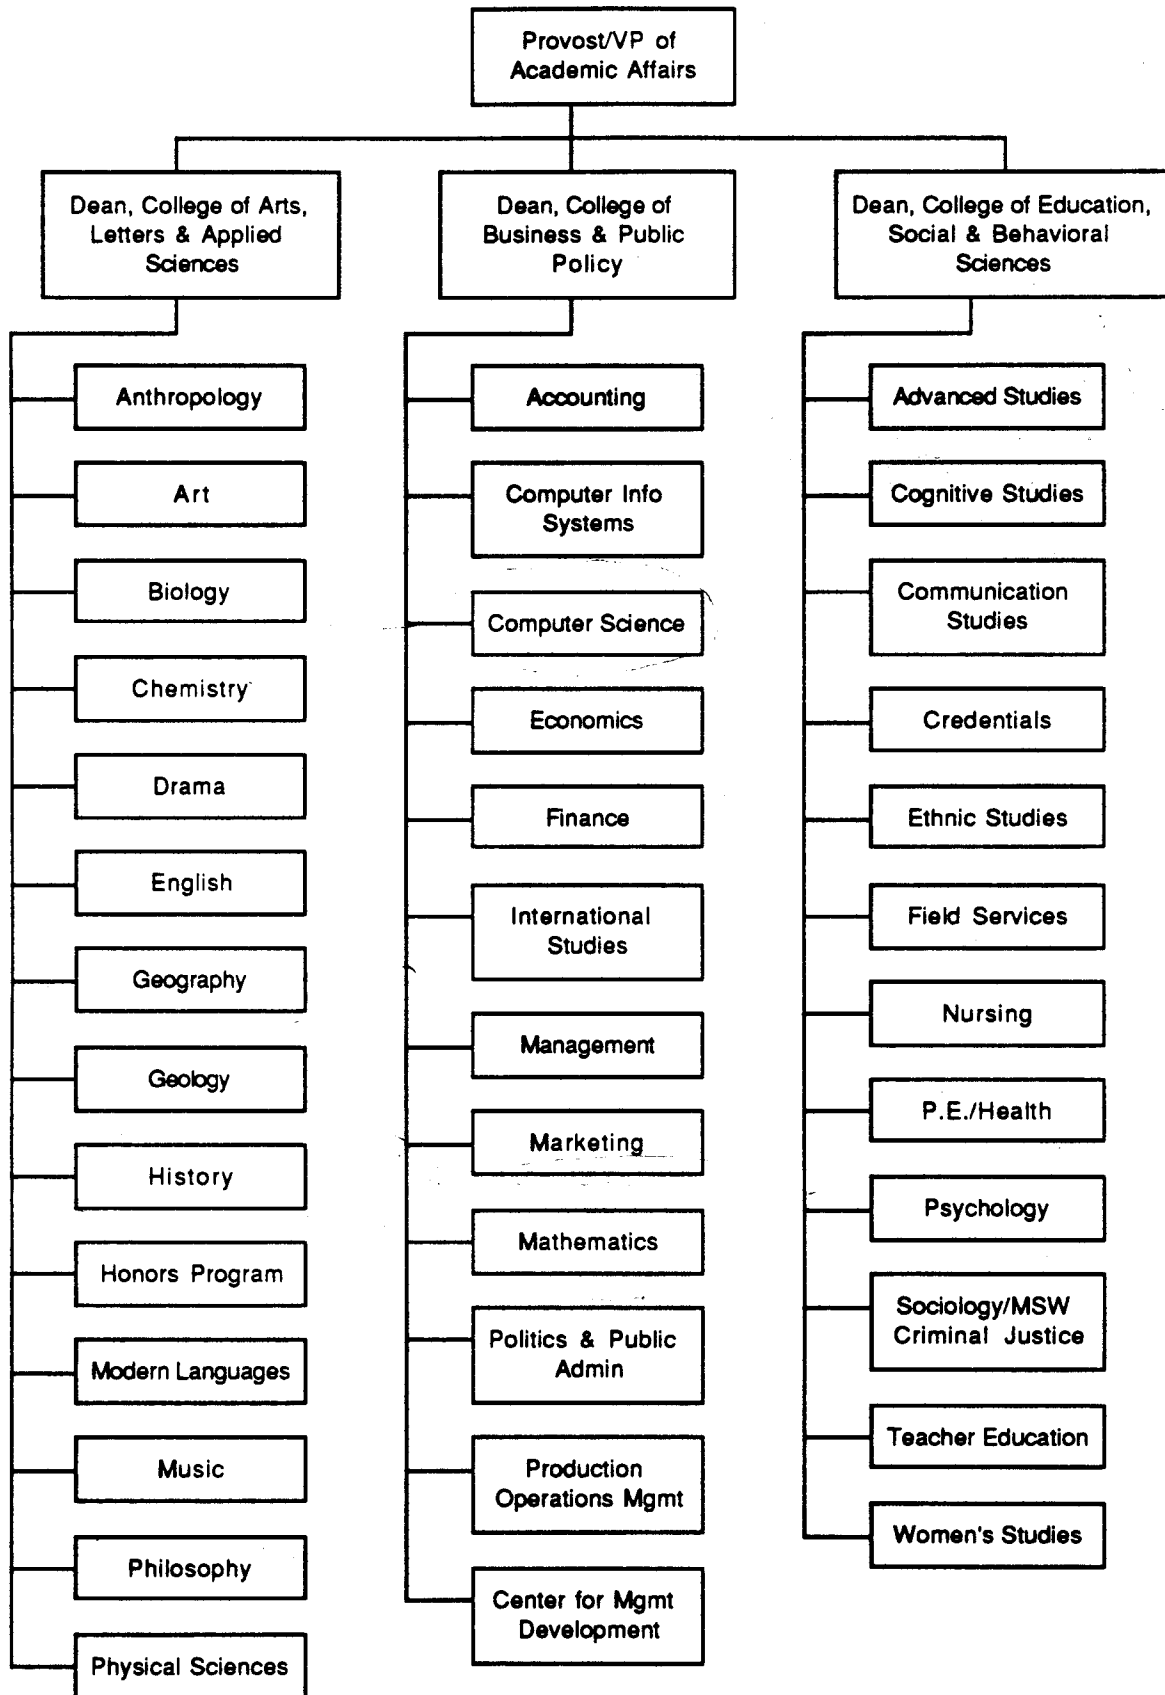 Provost/VP of
Academic Affairs
Dean, College of Arts,
Letters & Applied
Sciences
Dean, College of
Business & Public
Policy
Dean, College of Education,
Social & Behavioral
Sciences
Anthropology
Art
Biology
Chemistry
Drama
English
Geography
Geology
History
Honors Program
Modern Languages
Music
Philosophy
Physical Sciences
Accounting
Computer Info
Systems
Computer Science
Economics
Finance
International
Studies
Management
Marketing
Mathematics
Politics & Public
Admin
Production
Operations Mgmt
Center for Mgmt
Development
Advanced Studies
Cognitive Studies
Communication
Studies
Credentials
Ethnic Studies
Field Services
Nursing
P.E./Health
Psychology
Sociology/MSW
Criminal Justice
Teacher Education
Women's Studies